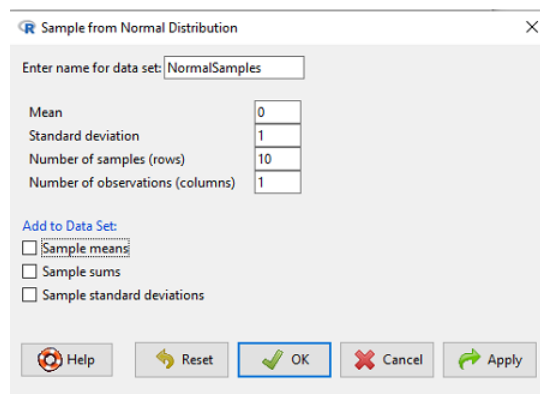 R Sample from Normal Distribution
Enter name for data set: NormalSamples
Mean 0
Standard deviation 1
Number of samples (rows) 10
Number of observations (columns) 1
Add to Data Set:
Sample means
Sample sums
Sample standard deviations
Help Reset OK Cancel Apply